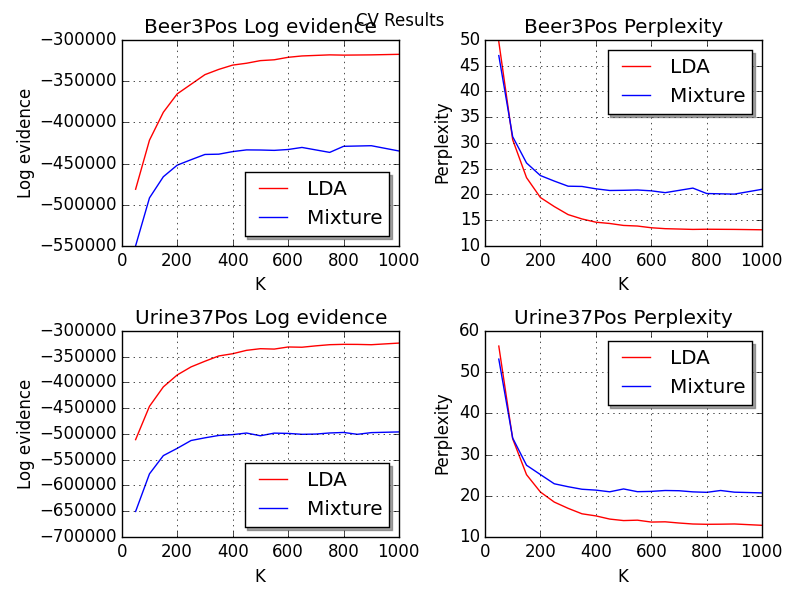 CV Results
Beer3Pos Log evidence
−300000
−350000
−400000
−450000
−500000
−550000
Log evidence
LDA
Mixture
0 200 400 600 800 1000
K
Beer3Pos Perplexity
50
45
40
35
30
25
20
15
10
Perplexity
LDA
Mixture
0 200 400 600 800 1000
K
Urine37Pos Log evidence
−300000
−350000
−400000
−450000
−500000
−550000
−600000
−650000
−700000
Log evidence
LDA
Mixture
0 200 400 600 800 1000
K
Urine37Pos Perplexity
60
50
40
30
20
10
Perplexity
LDA
Mixture
0 200 400 600 800 1000
K